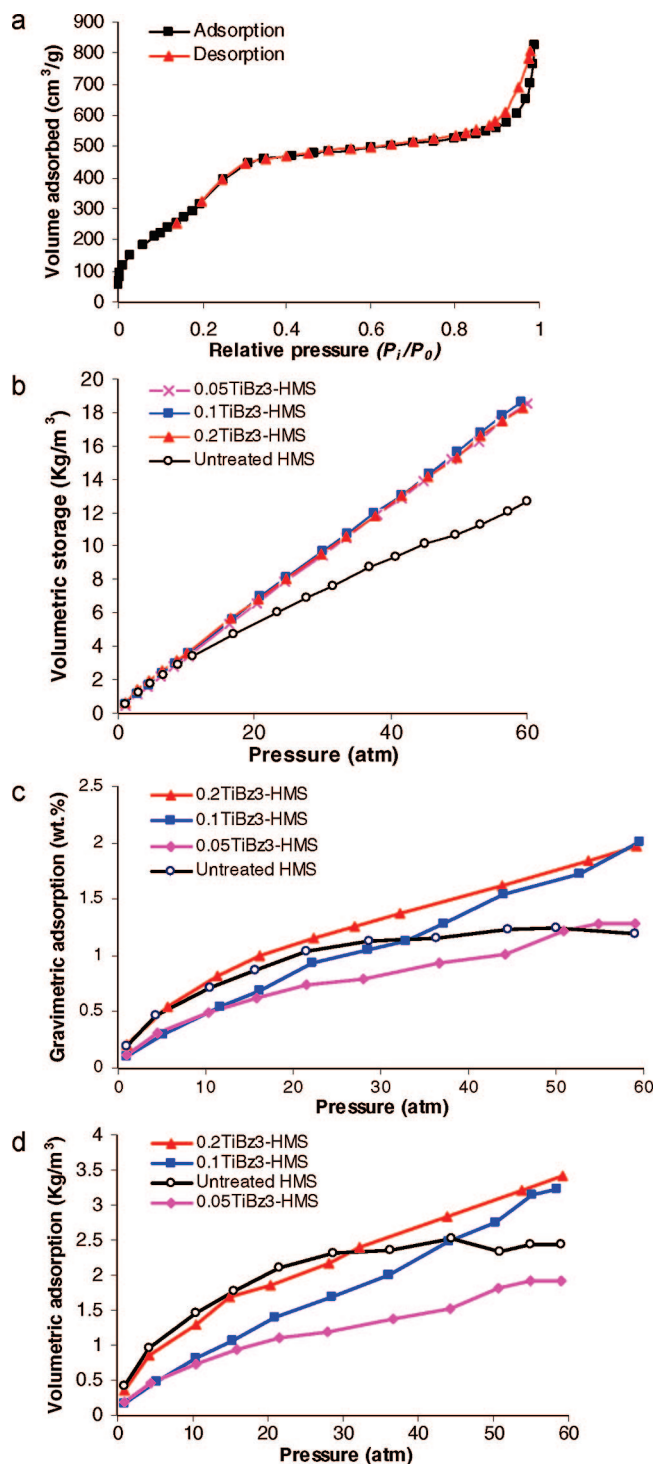 a
900
800
700
600
500
400
300
200
100
0
Volume adsorbed (cm³/g)
Adsorption
Desorption
0 0.2 0.4 0.6 0.8 1
Relative pressure (Pi/P0)
b
20
18
16
14
12
10
8
6
4
2
0
Volumetric storage (Kg/m³)
0.05TiBz3-HMS
0.1TiBz3-HMS
0.2TiBz3-HMS
Untreated HMS
0 20 40 60
Pressure (atm)
c
2.5
2
1.5
1
0.5
0
Gravimetric adsorption (wt.%)
0.2TiBz3-HMS
0.1TiBz3-HMS
0.05TiBz3-HMS
Untreated HMS
0 10 20 30 40 50 60
Pressure (atm)
d
4
3.5
3
2.5
2
1.5
1
0.5
0
Volumetric adsorption (Kg/m³)
0.2TiBz3-HMS
0.1TiBz3-HMS
Untreated HMS
0.05TiBz3-HMS
0 10 20 30 40 50 60
Pressure (atm)